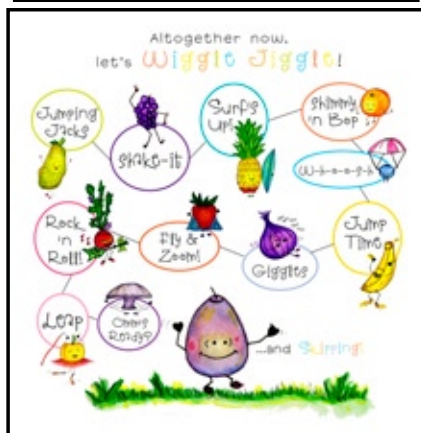 Altogether now,
let's Wiggle Jiggle!
Jumping
Jacks
Shake-it
Surf's
Up!
Shimmy
'n Bop
W-h-o-o-s-h
Jump
Time
Giggles
Fly &
Zoom!
Rock
'n
Roll!
Leap
Ready?
...and